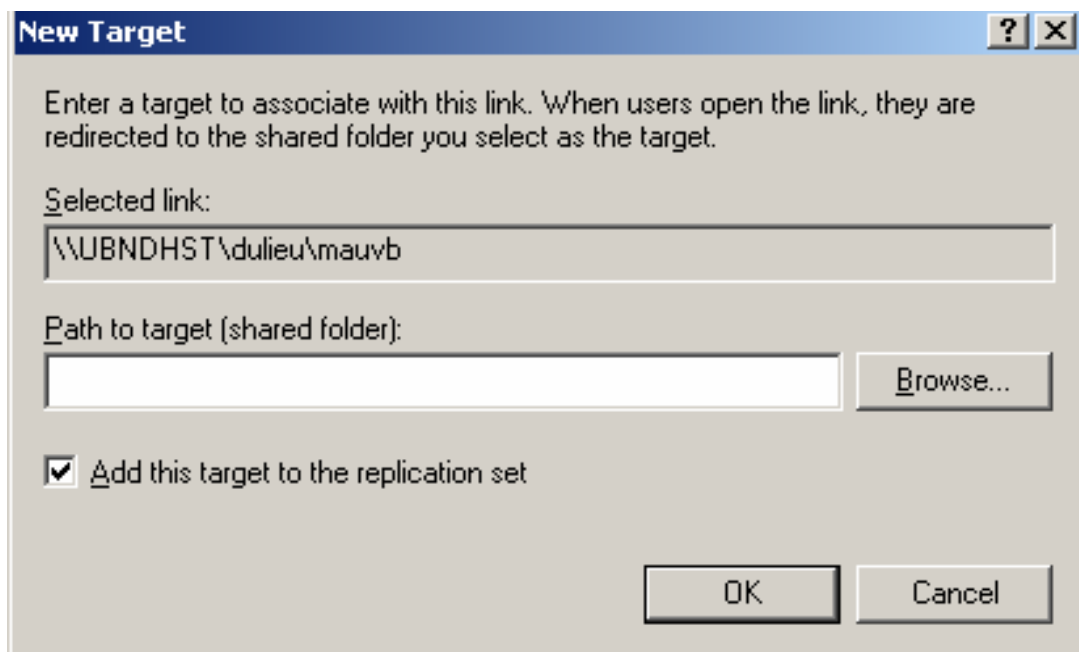 New Target
Enter a target to associate with this link. When users open the link, they are
redirected to the shared folder you select as the target.
Selected link:
\\UBNDHST\dulieu\mauvb
Path to target (shared folder):
Browse...
Add this target to the replication set
OK
Cancel